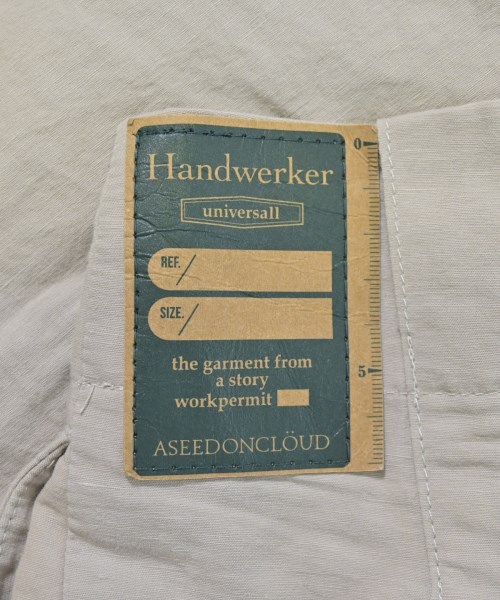 Handwerker
universall
REF. /
SIZE. /
the garment from
a story
workpermit
ASEEDONCLÖUD
0
5